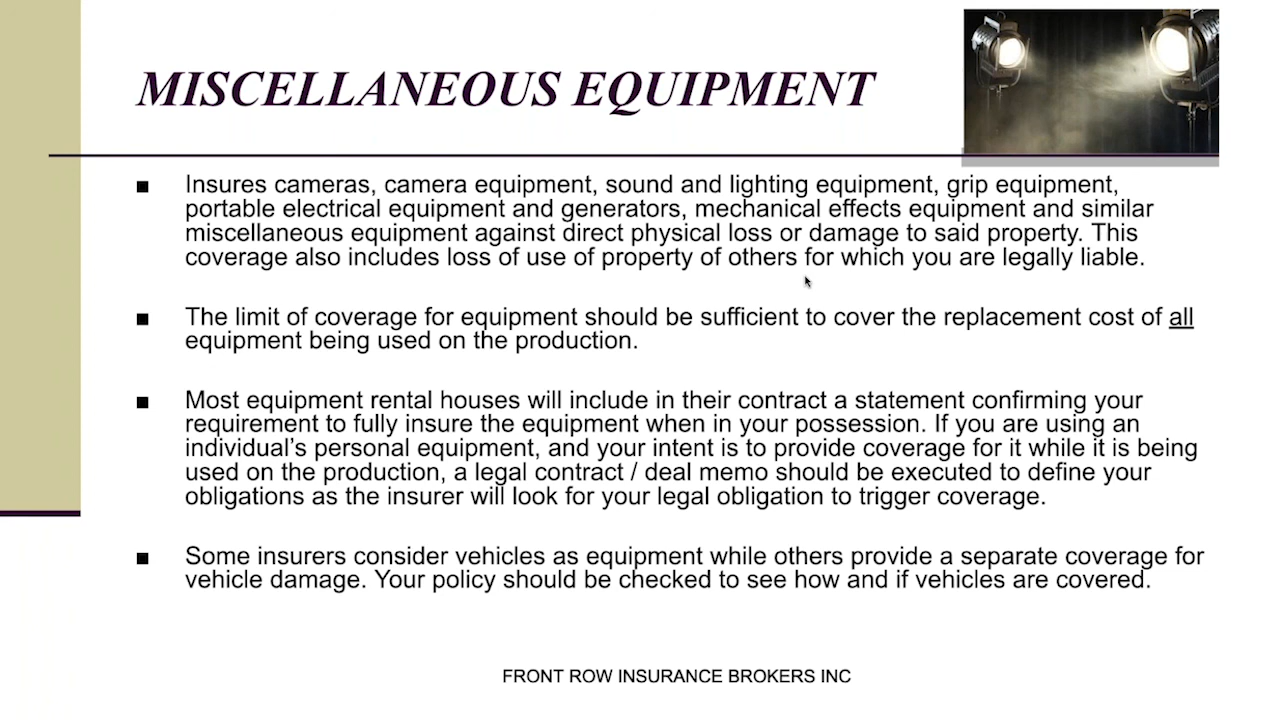 MISCELLANEOUS EQUIPMENT
■ Insures cameras, camera equipment, sound and lighting equipment, grip equipment,
portable electrical equipment and generators, mechanical effects equipment and similar
miscellaneous equipment against direct physical loss or damage to said property. This
coverage also includes loss of use of property of others for which you are legally liable.
■ The limit of coverage for equipment should be sufficient to cover the replacement cost of all
equipment being used on the production.
■ Most equipment rental houses will include in their contract a statement confirming your
requirement to fully insure the equipment when in your possession. If you are using an
individual’s personal equipment, and your intent is to provide coverage for it while it is being
used on the production, a legal contract / deal memo should be executed to define your
obligations as the insurer will look for your legal obligation to trigger coverage.
■ Some insurers consider vehicles as equipment while others provide a separate coverage for
vehicle damage. Your policy should be checked to see how and if vehicles are covered.
FRONT ROW INSURANCE BROKERS INC